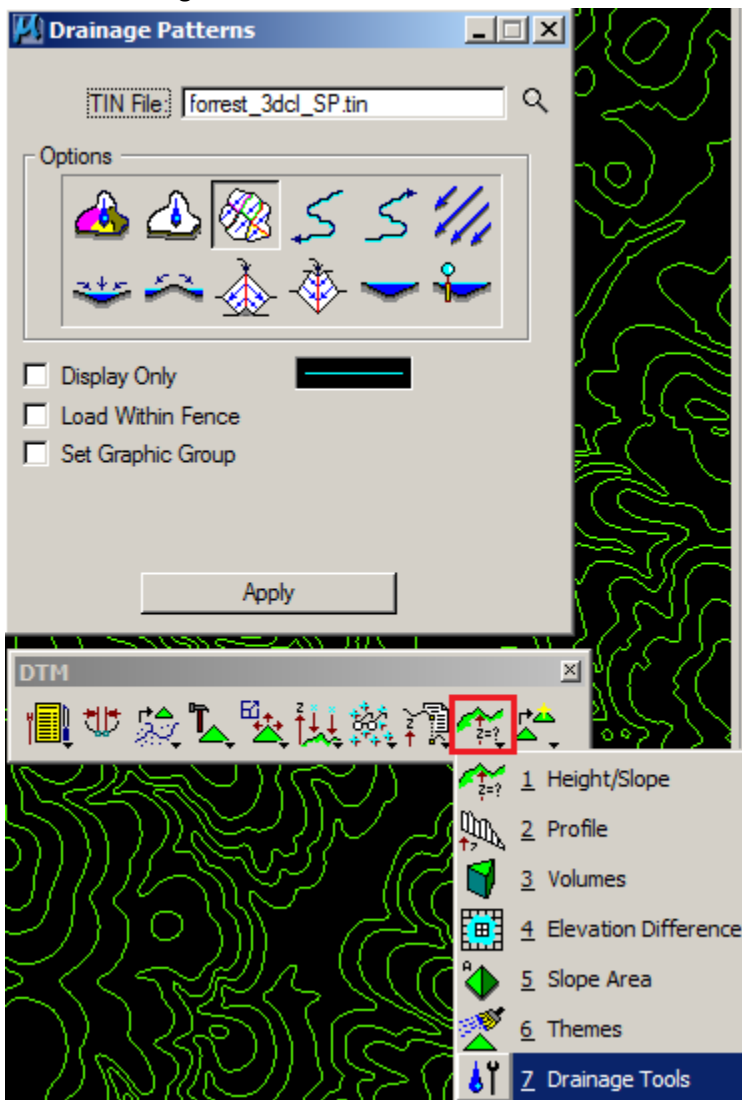 Drainage Patterns
TIN File: forrest_3dcl_SP.tin
Options
Display Only
Load Within Fence
Set Graphic Group
Apply
DTM
1 Height/Slope
2 Profile
3 Volumes
4 Elevation Difference
5 Slope Area
6 Themes
7 Drainage Tools